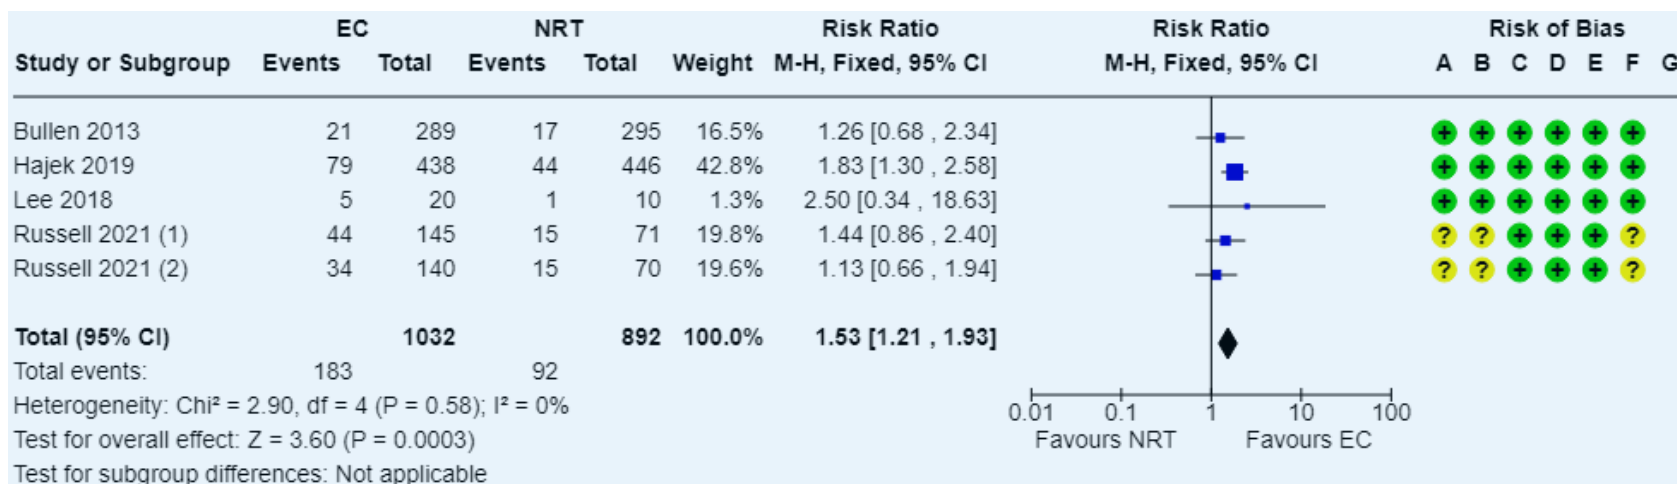 EC NRT Risk Ratio Risk Ratio Risk of Bias
Study or Subgroup Events Total Events Total Weight M-H, Fixed, 95% CI M-H, Fixed, 95% CI A B C D E F G
Bullen 2013 21 289 17 295 16.5% 1.26 [0.68 , 2.34] + + + + + +
Hajek 2019 79 438 44 446 42.8% 1.83 [1.30 , 2.58] + + + + + +
Lee 2018 5 20 1 10 1.3% 2.50 [0.34 , 18.63] + + + + + +
Russell 2021 (1) 44 145 15 71 19.8% 1.44 [0.86 , 2.40] ? ? + + + ?
Russell 2021 (2) 34 140 15 70 19.6% 1.13 [0.66 , 1.94] ? ? + + + ?
Total (95% CI) 1032 892 100.0% 1.53 [1.21 , 1.93]
Total events: 183 92
Heterogeneity: Chi² = 2.90, df = 4 (P = 0.58); I² = 0%
0.01 0.1 1 10 100
Test for overall effect: Z = 3.60 (P = 0.0003) Favours NRT Favours EC
Test for subgroup differences: Not applicable